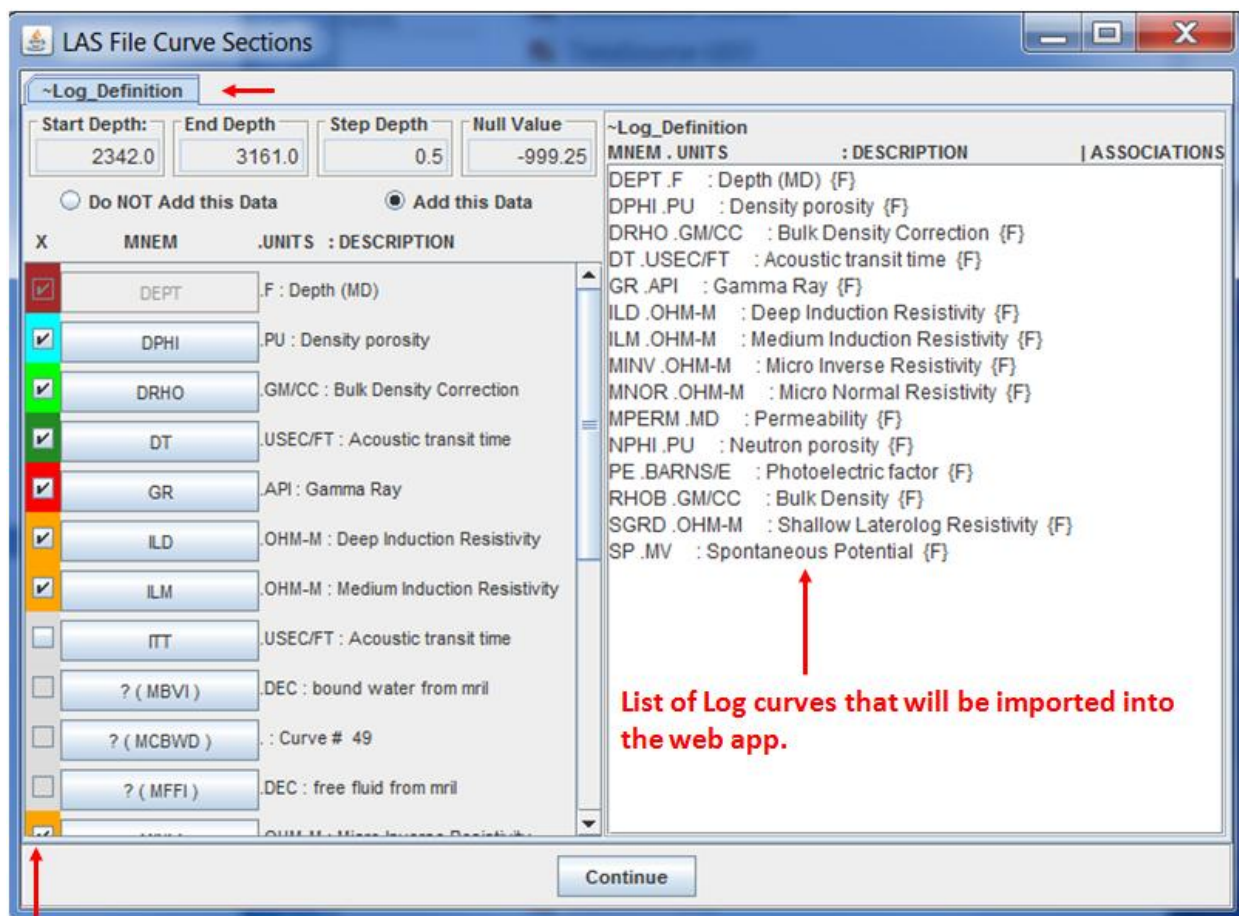 LAS File Curve Sections
~Log_Definition
Start Depth: End Depth Step Depth Null Value
2342.0 3161.0 0.5 -999.25
Do NOT Add this Data Add this Data
X MNEM .UNITS : DESCRIPTION
DEPT .F : Depth (MD)
DPHI .PU : Density porosity
DRHO .GM/CC : Bulk Density Correction
DT .USEC/FT : Acoustic transit time
GR .API : Gamma Ray
ILD .OHM-M : Deep Induction Resistivity
ILM .OHM-M : Medium Induction Resistivity
ITT .USEC/FT : Acoustic transit time
? ( MBVI ) .DEC : bound water from mril
? ( MCBWD ) . : Curve # 49
? ( MFFI ) .DEC : free fluid from mril
.OHM-M : Micro Inverse Resistivity
~Log_Definition
MNEM . UNITS : DESCRIPTION | ASSOCIATIONS
DEPT .F : Depth (MD) {F}
DPHI .PU : Density porosity {F}
DRHO .GM/CC : Bulk Density Correction {F}
DT .USEC/FT : Acoustic transit time {F}
GR .API : Gamma Ray {F}
ILD .OHM-M : Deep Induction Resistivity {F}
ILM .OHM-M : Medium Induction Resistivity {F}
MINV .OHM-M : Micro Inverse Resistivity {F}
MNOR .OHM-M : Micro Normal Resistivity {F}
MPERM .MD : Permeability {F}
NPHI .PU : Neutron porosity {F}
PE .BARNS/E : Photoelectric factor {F}
RHOB .GM/CC : Bulk Density {F}
SGRD .OHM-M : Shallow Laterolog Resistivity {F}
SP .MV : Spontaneous Potential {F}
List of Log curves that will be imported into
the web app.
Continue